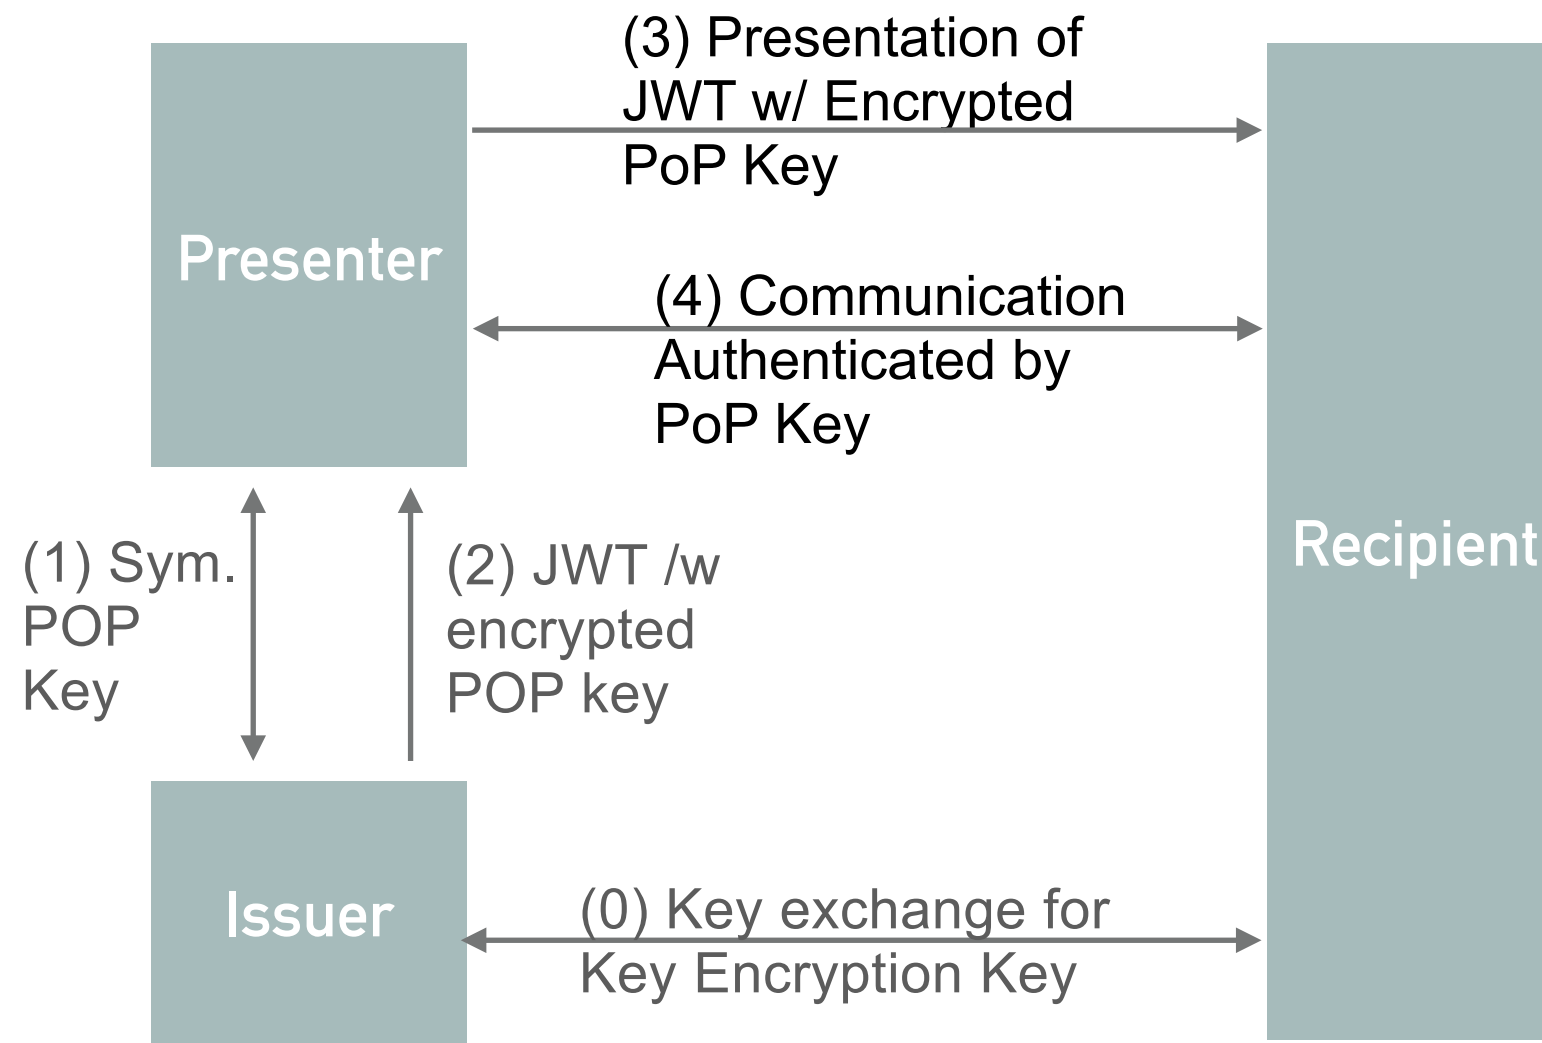 (3) Presentation of
JWT w/ Encrypted
PoP Key
Presenter
(4) Communication
Authenticated by
PoP Key
(1) Sym.
POP
Key
(2) JWT /w
encrypted
POP key
Recipient
Issuer
(0) Key exchange for
Key Encryption Key